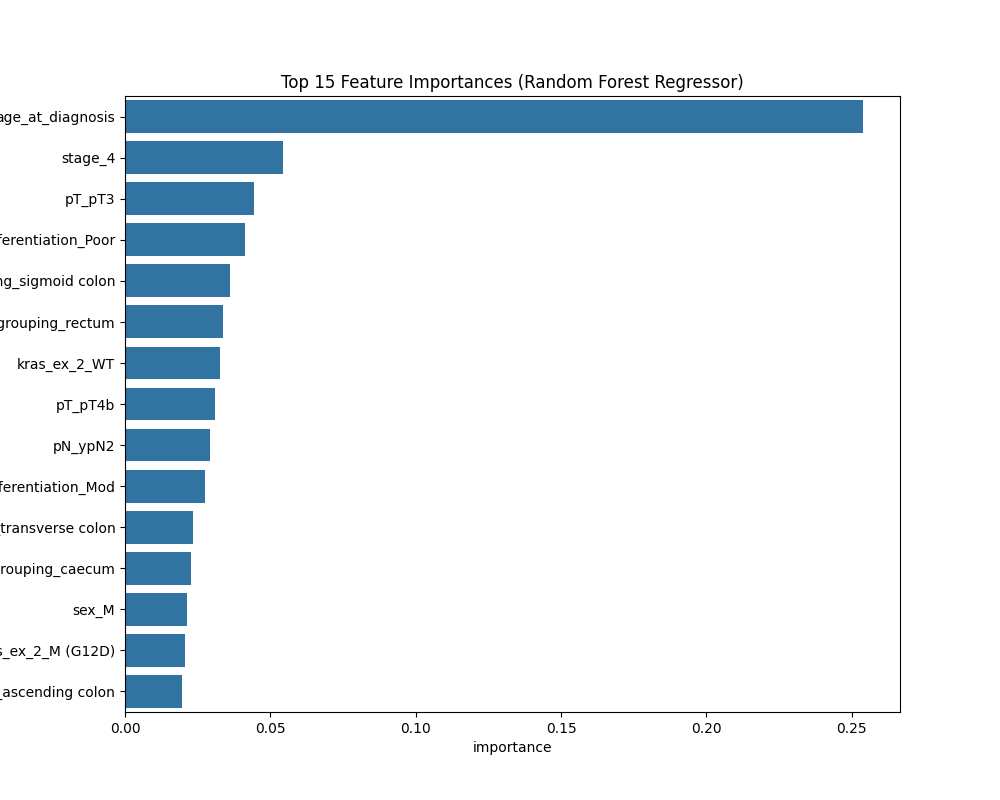 Top 15 Feature Importances (Random Forest Regressor)
age_at_diagnosis
stage_4
pT_pT3
ferentiation_Poor
ng_sigmoid colon
grouping_rectum
kras_ex_2_WT
pT_pT4b
pN_ypN2
ferentiation_Mod
_transverse colon
rouping_caecum
sex_M
s_ex_2_M (G12D)
_ascending colon
0.00 0.05 0.10 0.15 0.20 0.25
importance